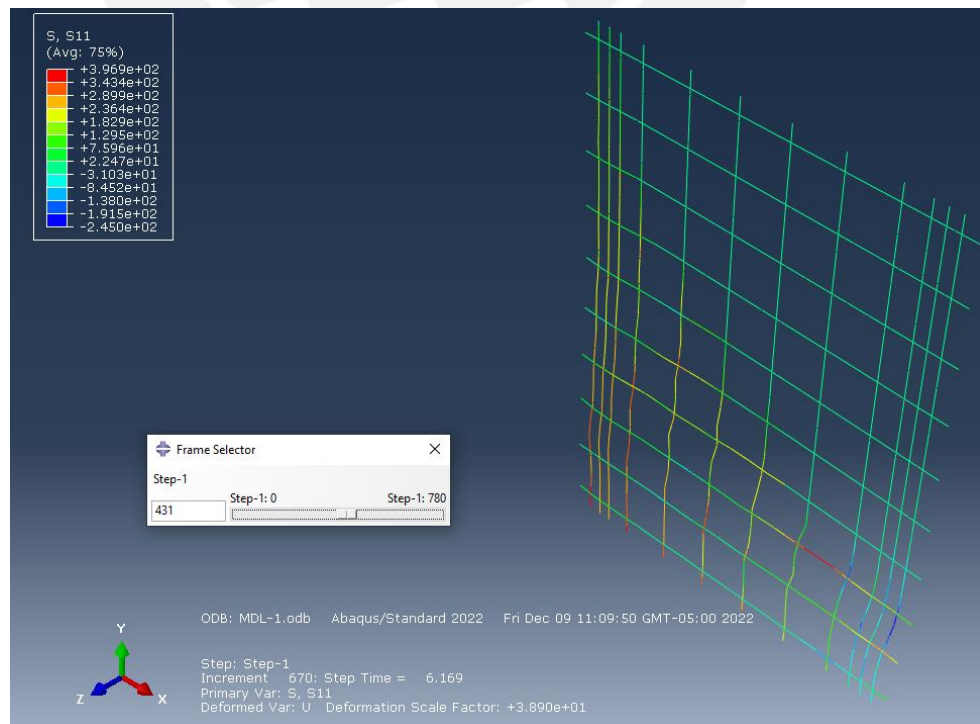 S, S11
(Avg: 75%)
+3.969e+02
+3.434e+02
+2.899e+02
+2.364e+02
+1.829e+02
+1.295e+02
+7.596e+01
+2.247e+01
-3.103e+01
-8.452e+01
-1.380e+02
-1.915e+02
-2.450e+02
Frame Selector
Step-1
Step-1: 0
Step-1: 780
431
ODB: MDL-1.odb Abaqus/Standard 2022 Fri Dec 09 11:09:50 GMT-05:00 2022
Y
Z
X
Step: Step-1
Increment 670: Step Time = 6.169
Primary Var: S, S11
Deformed Var: U Deformation Scale Factor: +3.890e+01